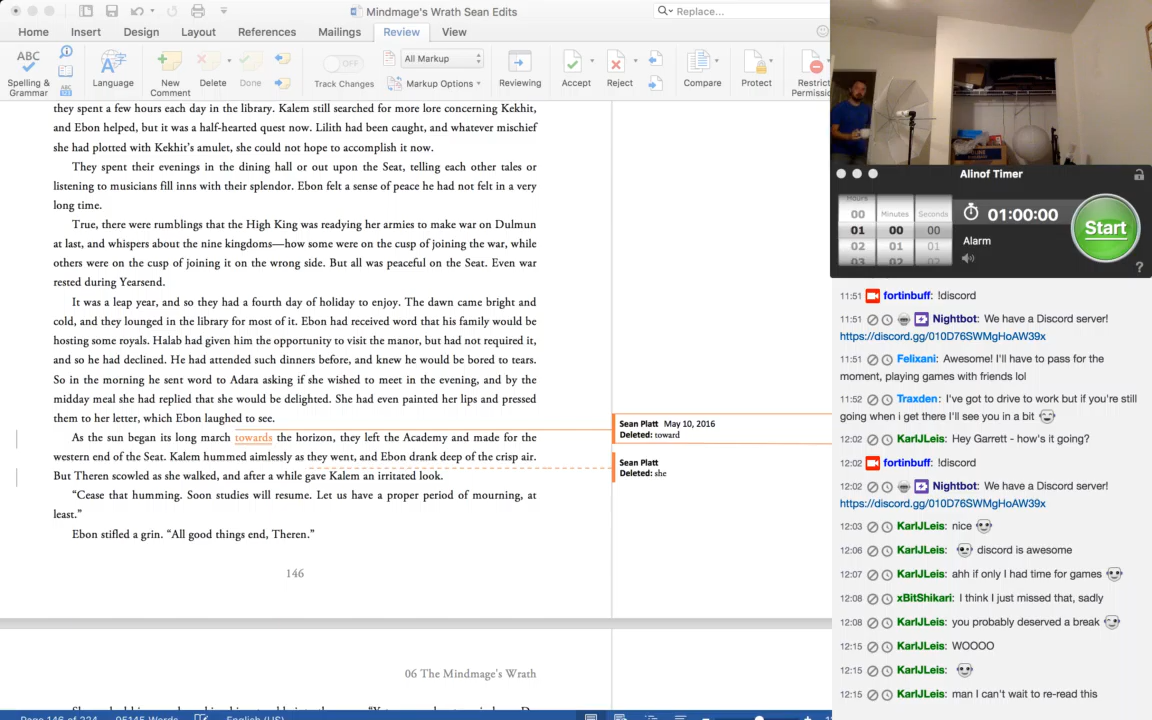 Mindmage's Wrath Sean Edits
Replace...
Home Insert Design Layout References Mailings Review View
ABC
Spelling &
Grammar
ABC
Language
New
Comment
Delete
Done
OFF
Track Changes
All Markup
Markup Options
Reviewing
Accept
Reject
Compare
Protect
Restrict
Permissio
they spent a few hours each day in the library. Kalem still searched for more lore concerning Kekhit,
and Ebon helped, but it was a half-hearted quest now. Lilith had been caught, and whatever mischief
she had plotted with Kekhit's amulet, she could not hope to accomplish it now.
They spent their evenings in the dining hall or out upon the Seat, telling each other tales or
listening to musicians fill inns with their splendor. Ebon felt a sense of peace he had not felt in a very
long time.
True, there were rumblings that the High King was readying her armies to make war on Dulmun
at last, and whispers about the nine kingdoms—how some were on the cusp of joining the war, while
others were on the cusp of joining it on the wrong side. But all was peaceful on the Seat. Even war
rested during Yearsend.
It was a leap year, and so they had a fourth day of holiday to enjoy. The dawn came bright and
cold, and they lounged in the library for most of it. Ebon had received word that his family would be
hosting some royals. Halab had given him the opportunity to visit the manor, but had not required it,
and so he had declined. He had attended such dinners before, and knew he would be bored to tears.
So in the morning he sent word to Adara asking if she wished to meet in the evening, and by the
midday meal she had replied that she would be delighted. She had even painted her lips and pressed
them to her letter, which Ebon laughed to see.
As the sun began its long march towards the horizon, they left the Academy and made for the
western end of the Seat. Kalem hummed aimlessly as they went, and Ebon drank deep of the crisp air.
But Theren scowled as she walked, and after a while gave Kalem an irritated look.
“Cease that humming. Soon studies will resume. Let us have a proper period of mourning, at
least.”
Ebon stifled a grin. “All good things end, Theren.”
146
06 The Mindmage's Wrath
Sean Platt May 10, 2016
Deleted: toward
Sean Platt
Deleted: she
Page 146 of 224 95145 Words English (US)
Alinof Timer
Hours Minutes Seconds
00 00 00
01 00 00
02 01 01
03 02 02
01:00:00
Alarm
Start
?
11:51 fortinbuff: !discord
11:51 Nightbot: We have a Discord server!
https://discord.gg/010D76SWMgHoAW39x
11:51 Felixani: Awesome! I'll have to pass for the
moment, playing games with friends lol
11:52 Traxden: I've got to drive to work but if you're still
going when i get there I'll see you in a bit
12:02 KarlJLeis: Hey Garrett - how's it going?
12:02 fortinbuff: !discord
12:02 Nightbot: We have a Discord server!
https://discord.gg/010D76SWMgHoAW39x
12:03 KarlJLeis: nice
12:06 KarlJLeis: discord is awesome
12:07 KarlJLeis: ahh if only I had time for games
12:08 xBitShikari: I think I just missed that, sadly
12:08 KarlJLeis: you probably deserved a break
12:15 KarlJLeis: WOOOO
12:15 KarlJLeis:
12:15 KarlJLeis: man I can't wait to re-read this